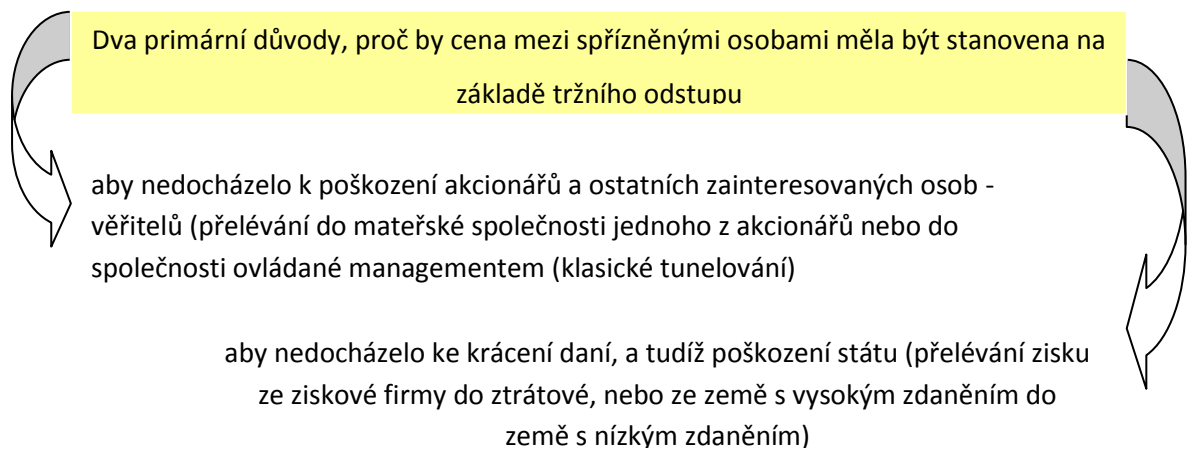 Dva primární důvody, proč by cena mezi spřízněnými osobami měla být stanovena na
základě tržního odstupu
aby nedocházelo k poškození akcionářů a ostatních zainteresovaných osob -
věřitelů (přelévání do mateřské společnosti jednoho z akcionářů nebo do
společnosti ovládané managementem (klasické tunelování)
aby nedocházelo ke krácení daní, a tudíž poškození státu (přelévání zisku
ze ziskové firmy do ztrátové, nebo ze země s vysokým zdaněním do
země s nízkým zdaněním)